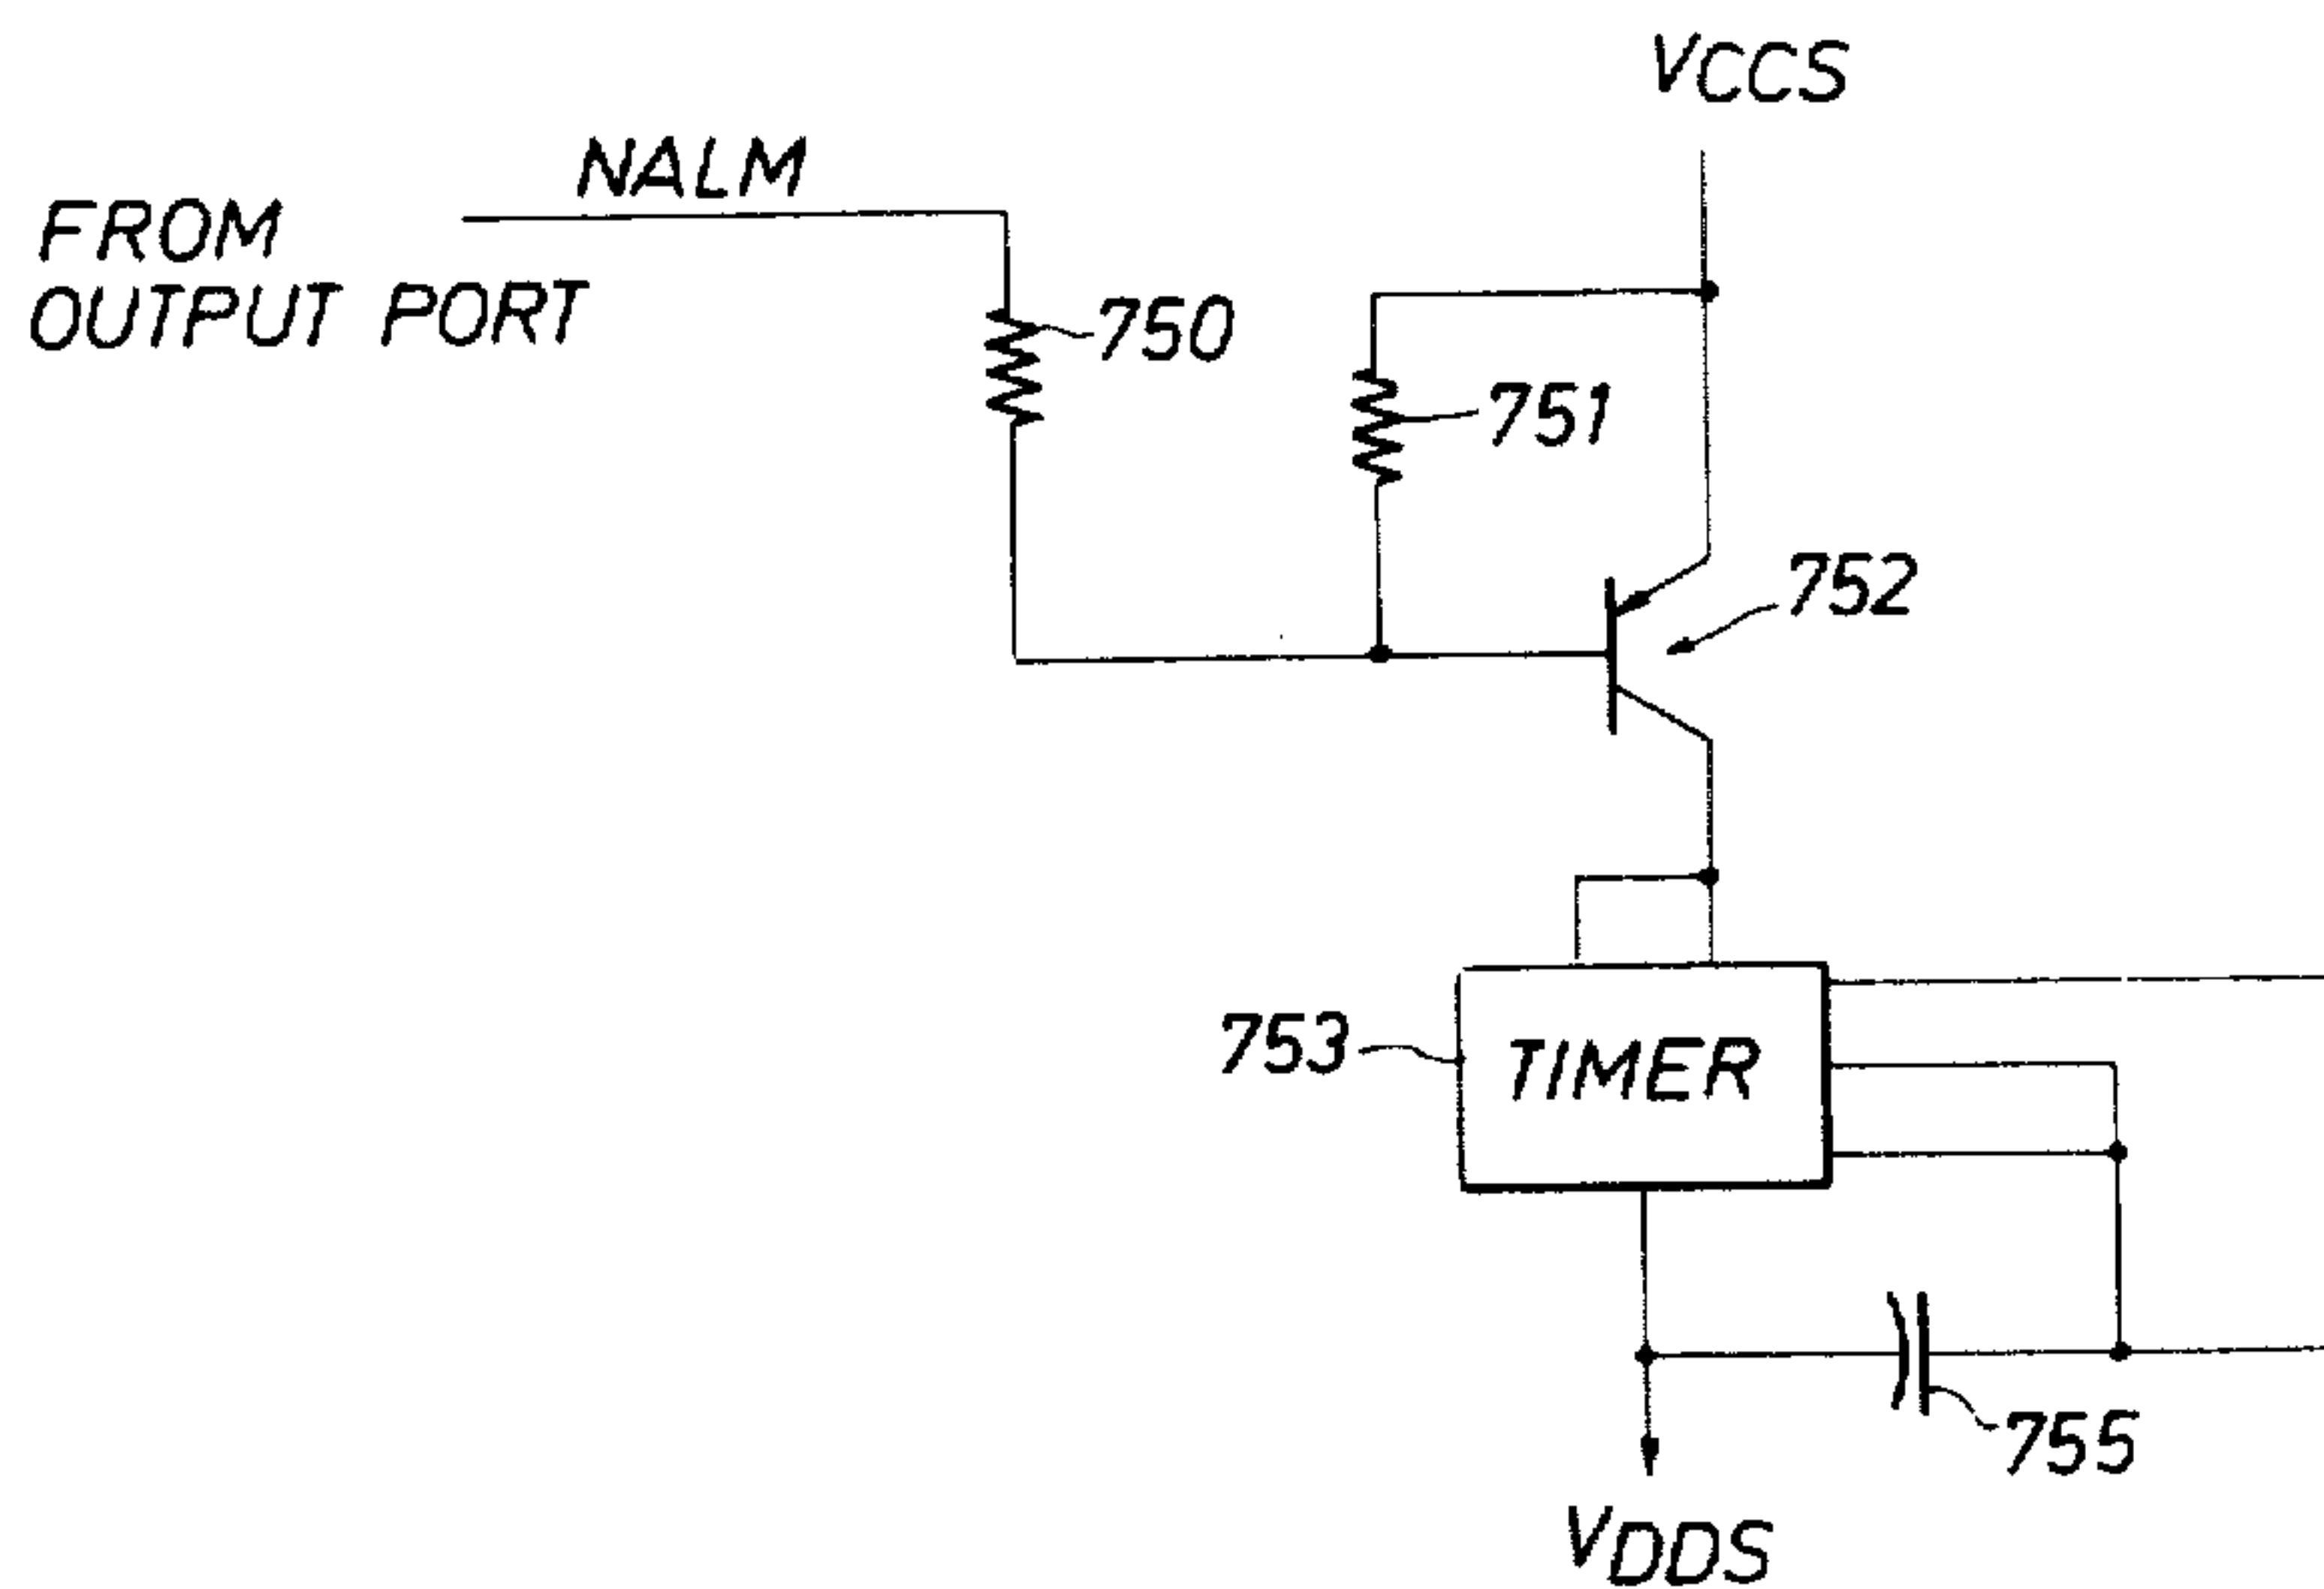 VCCS
NALM
FROM
OUTPUT PORT
750
751
752
753
TIMER
755
VDDS